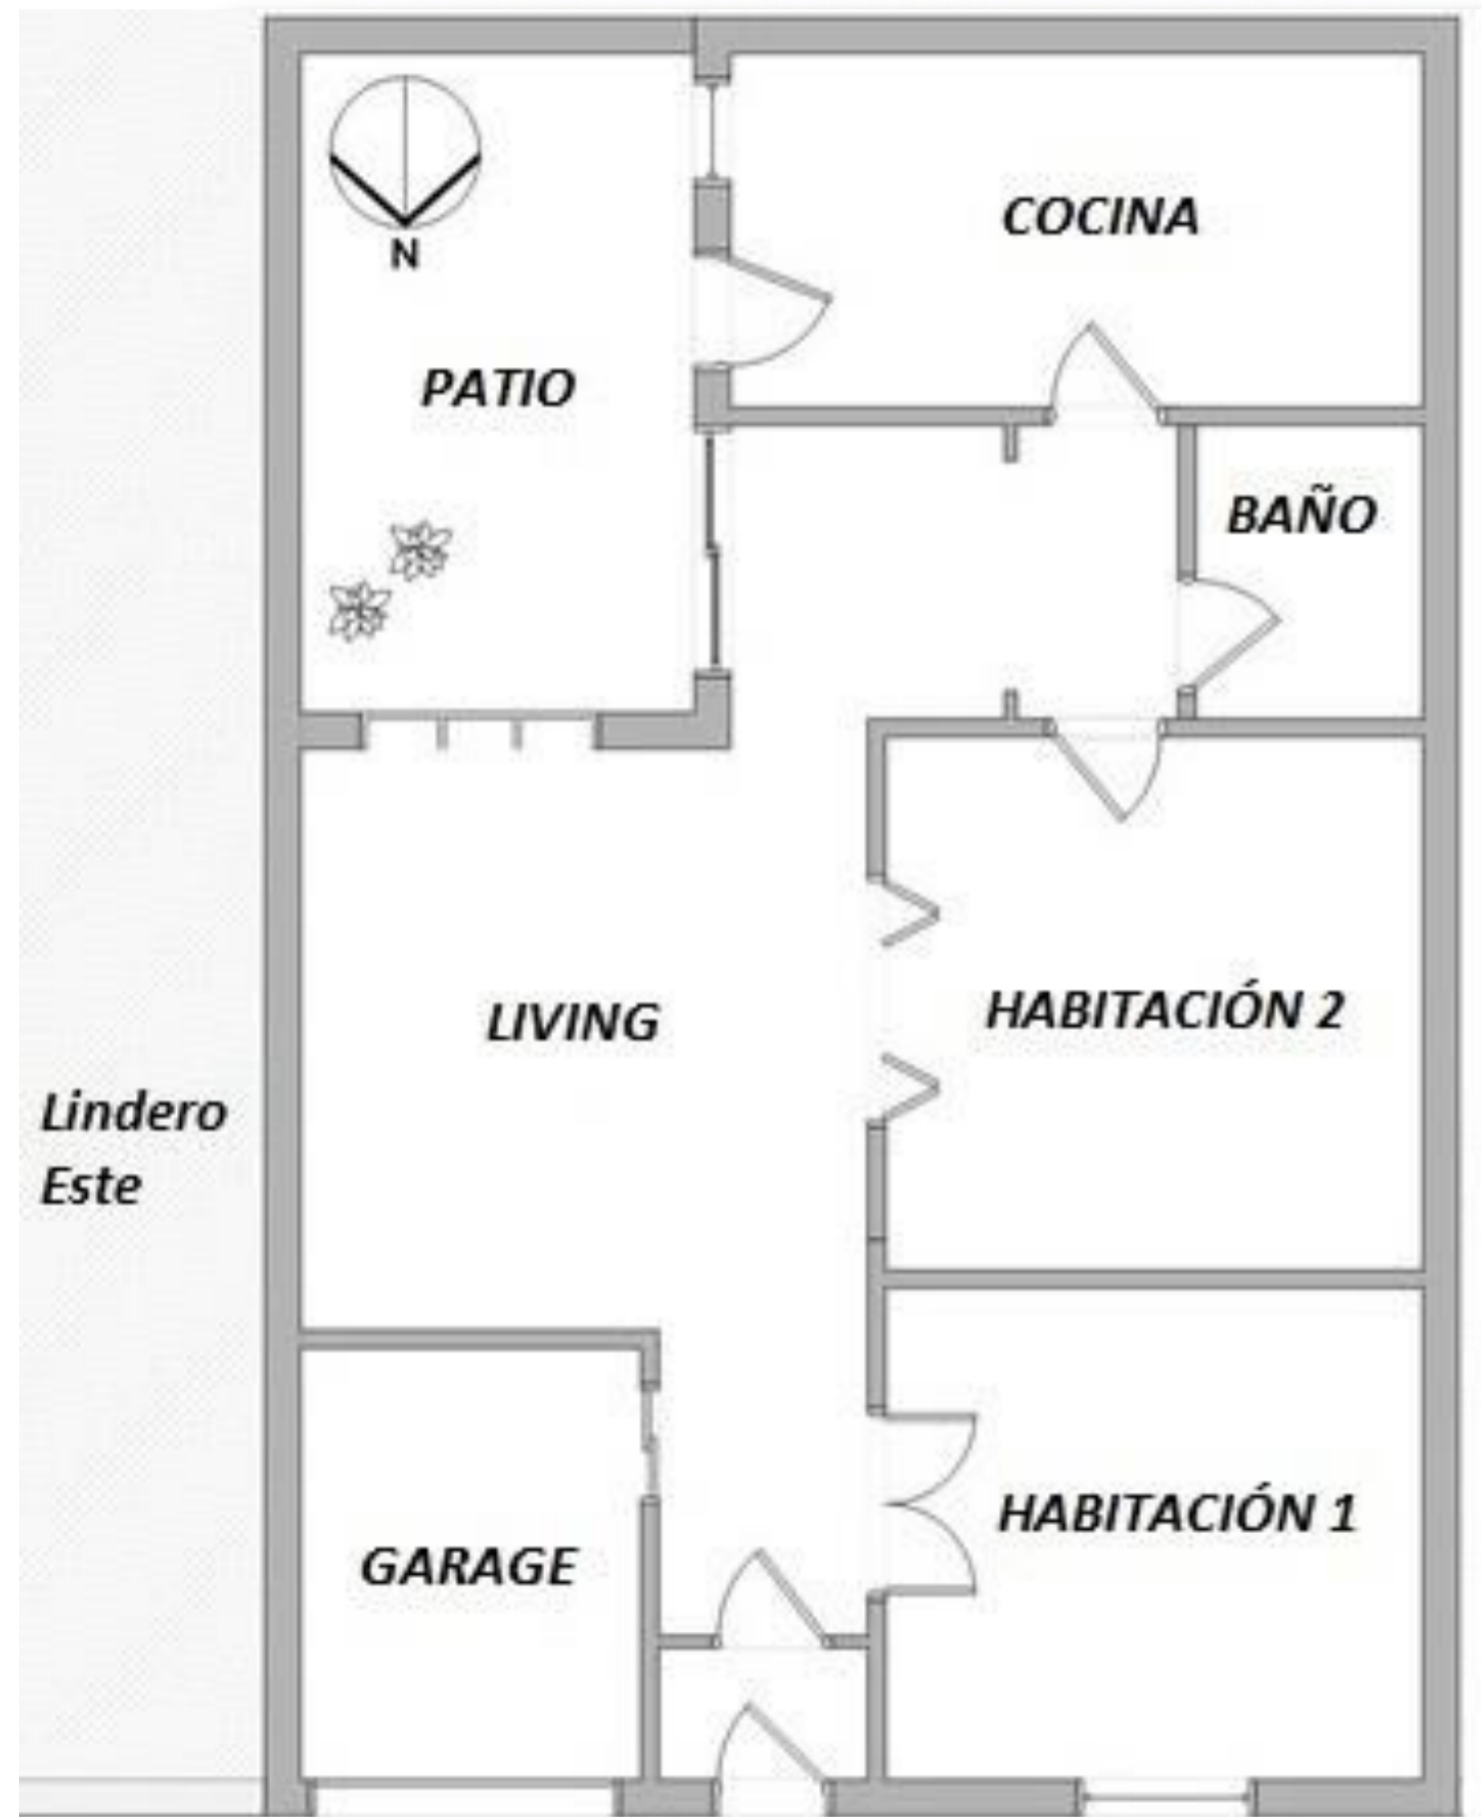 COCINA
N
PATIO
BAÑO
LIVING
HABITACIÓN 2
Lindero
Este
HABITACIÓN 1
GARAGE